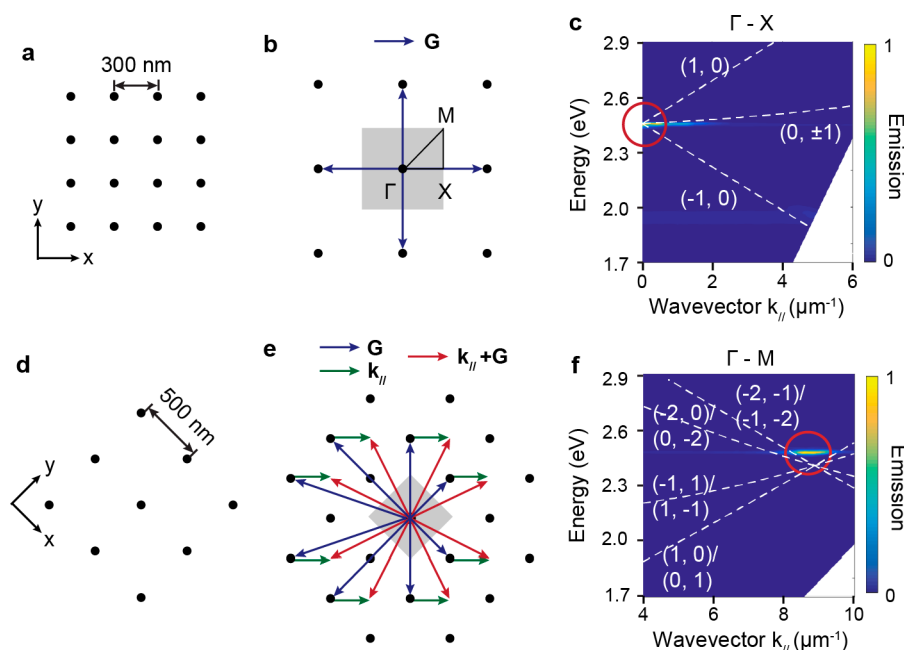 a
300 nm
y
x
b
G
M
Γ
X
c
Γ - X
Energy (eV)
2.9
2.6
2.3
2.0
1.7
(1, 0)
(0, ±1)
(-1, 0)
0
2
4
6
Wavevector k// (µm⁻¹)
1
0
Emission
d
500 nm
y
x
e
G
k//
k//+G
f
Γ - M
Energy (eV)
2.9
2.6
2.3
2.0
1.7
(-2, -1)/
(-1, -2)
(-2, 0)/
(0, -2)
(-1, 1)/
(1, -1)
(1, 0)/
(0, 1)
4
6
8
10
Wavevector k// (µm⁻¹)
1
0
Emission